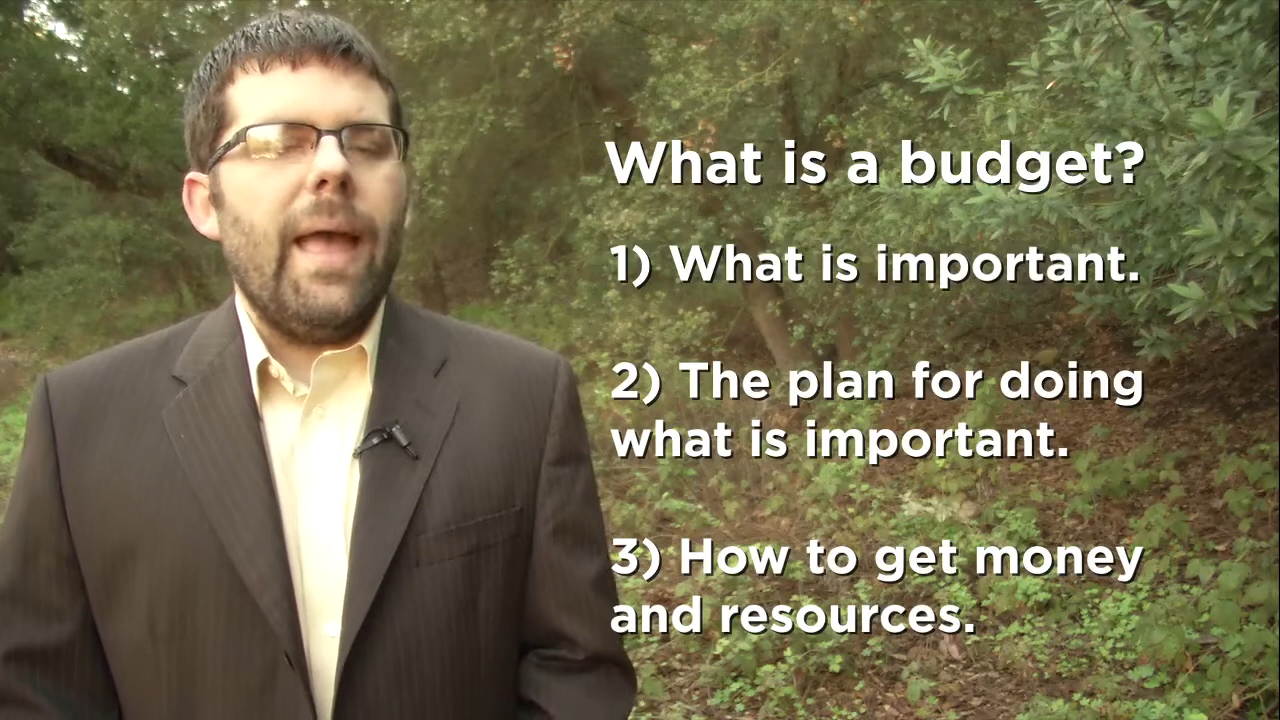 What is a budget?
1) What is important.
2) The plan for doing
what is important.
3) How to get money
and resources.